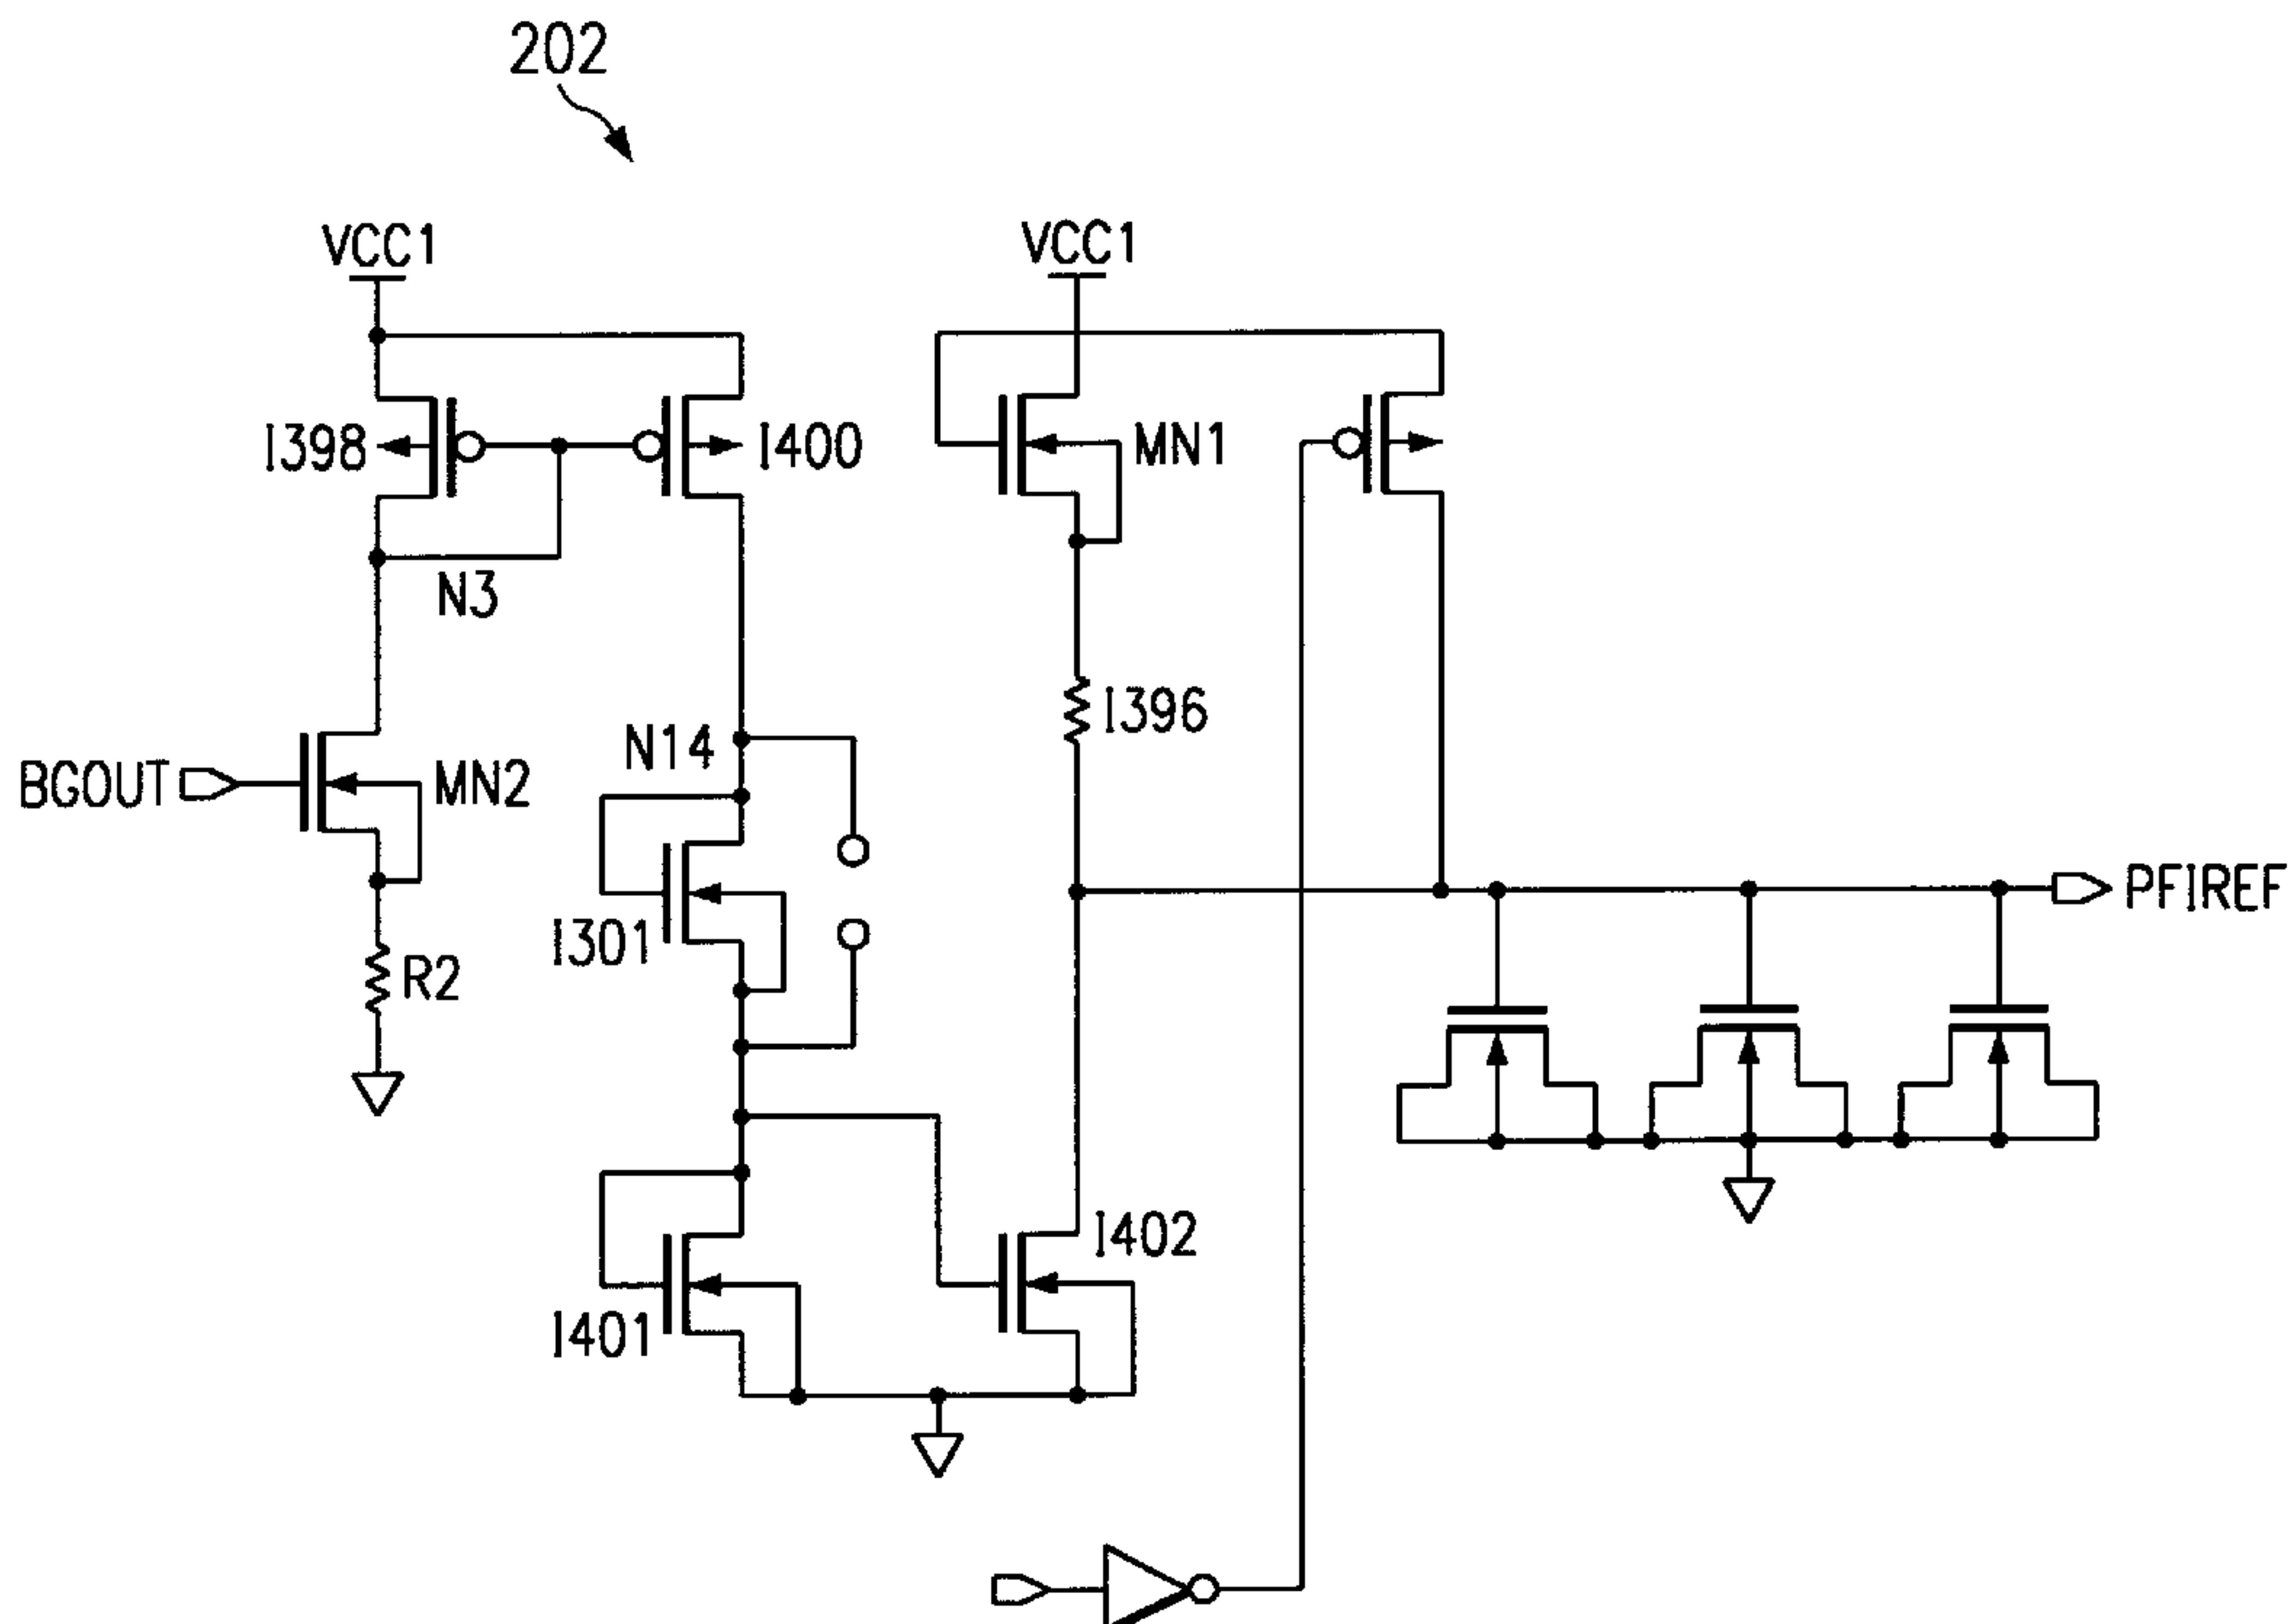 202
VCC1
VCC1
I398
I400
MN1
N3
I396
N14
BGOUT
MN2
PFIREF
I301
R2
I402
I401